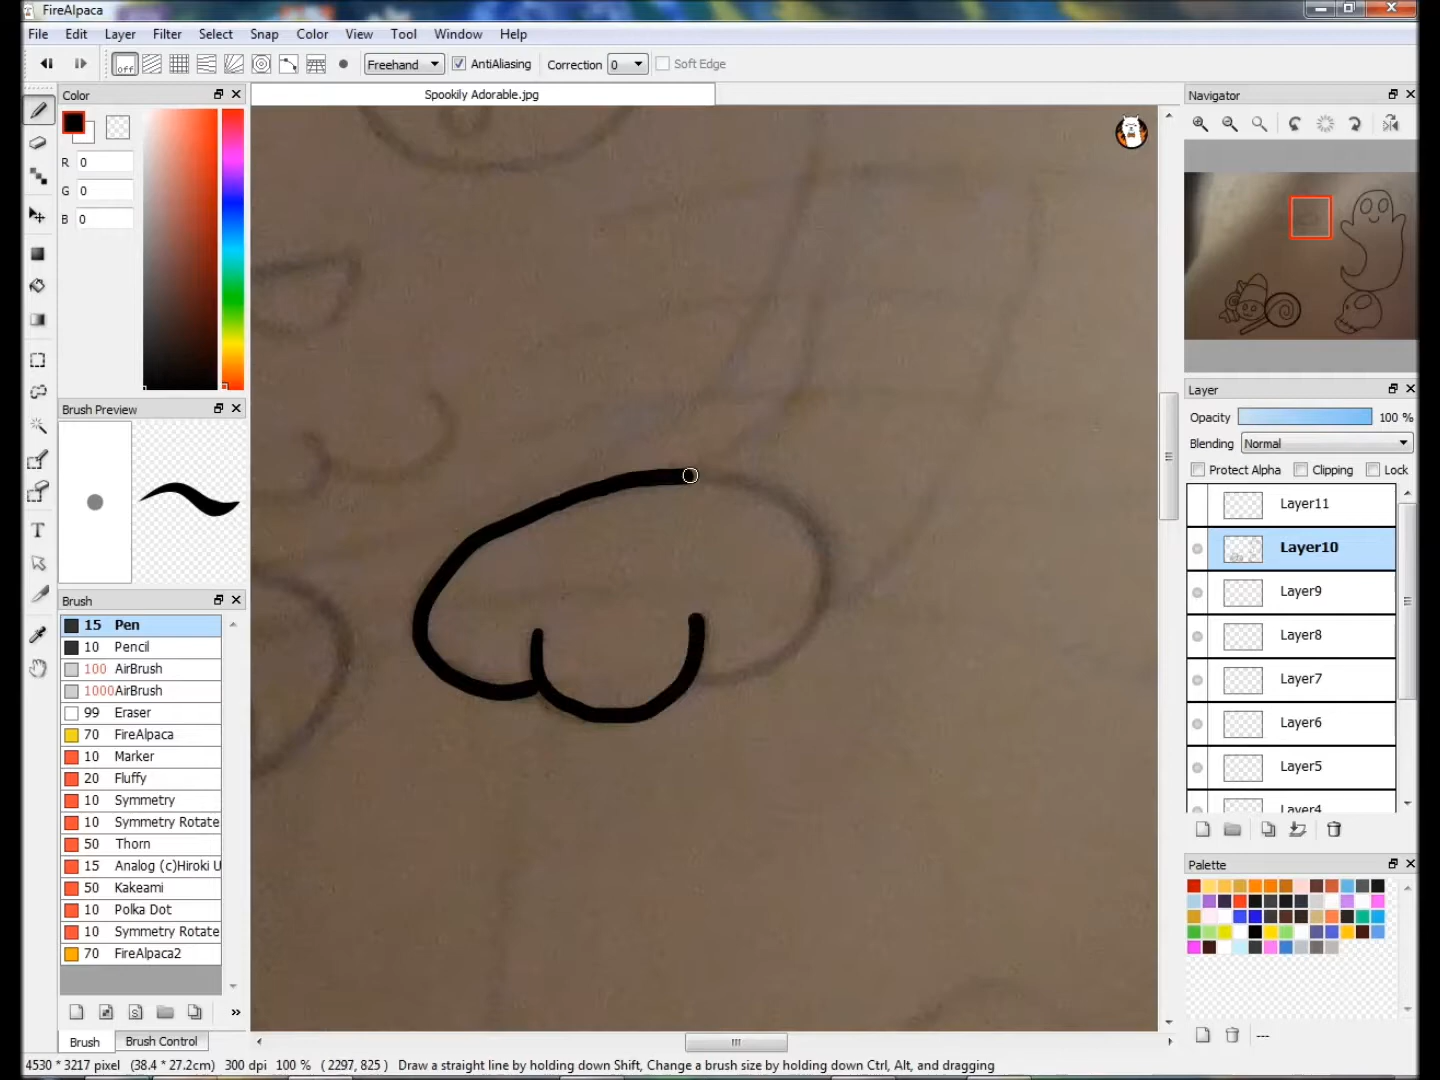 FireAlpaca
File Edit Layer Filter Select Snap Color View Tool Window Help
off Freehand AntiAliasing Correction 0 Soft Edge
Color
Spookily Adorable.jpg
Navigator
R 0
G 0
B 0
Brush Preview
Brush
15 Pen
10 Pencil
100 AirBrush
1000AirBrush
99 Eraser
70 FireAlpaca
10 Marker
20 Fluffy
10 Symmetry
10 Symmetry Rotate
50 Thorn
15 Analog (c)Hiroki U
50 Kakeami
10 Polka Dot
10 Symmetry Rotate
70 FireAlpaca2
Brush Brush Control
Layer
Opacity 100 %
Blending Normal
Protect Alpha Clipping Lock
Layer11
Layer10
Layer9
Layer8
Layer7
Layer6
Layer5
Layer4
Palette
---
4530 * 3217 pixel (38.4 * 27.2cm) 300 dpi 100 % ( 2297, 825 ) Draw a straight line by holding down Shift, Change a brush size by holding down Ctrl, Alt, and dragging